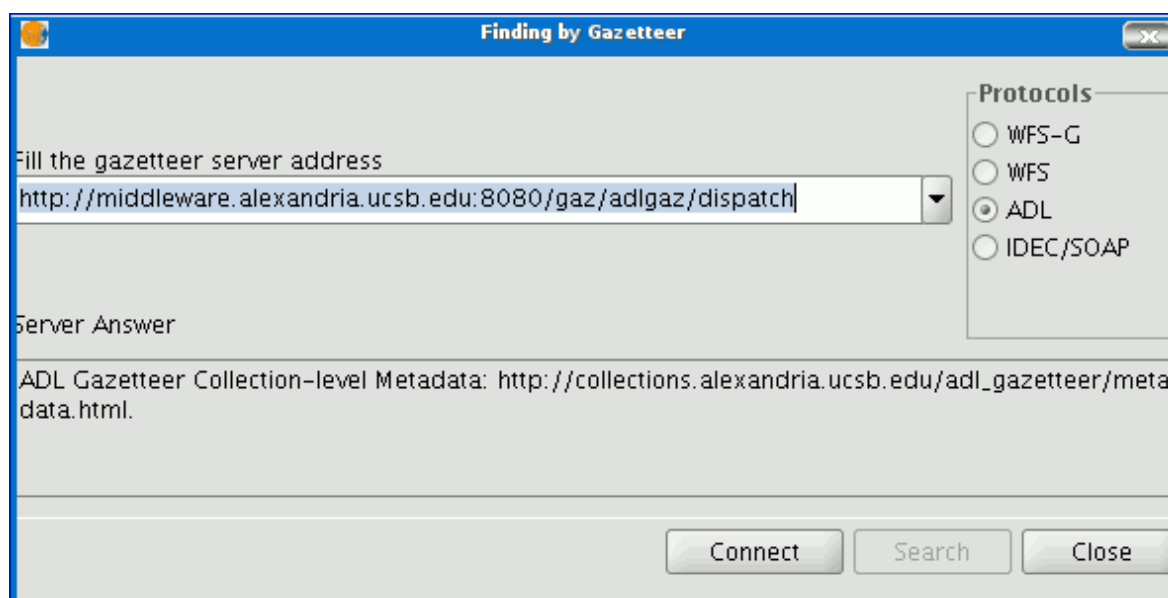 Finding by Gazetteer
Protocols
WFS-G
Fill the gazetteer server address
WFS
http://middleware.alexandria.ucsb.edu:8080/gaz/adlgaz/dispatch
ADL
IDEC/SOAP
Server Answer
ADL Gazetteer Collection-level Metadata: http://collections.alexandria.ucsb.edu/adl_gazetteer/meta
data.html.
Connect Search Close